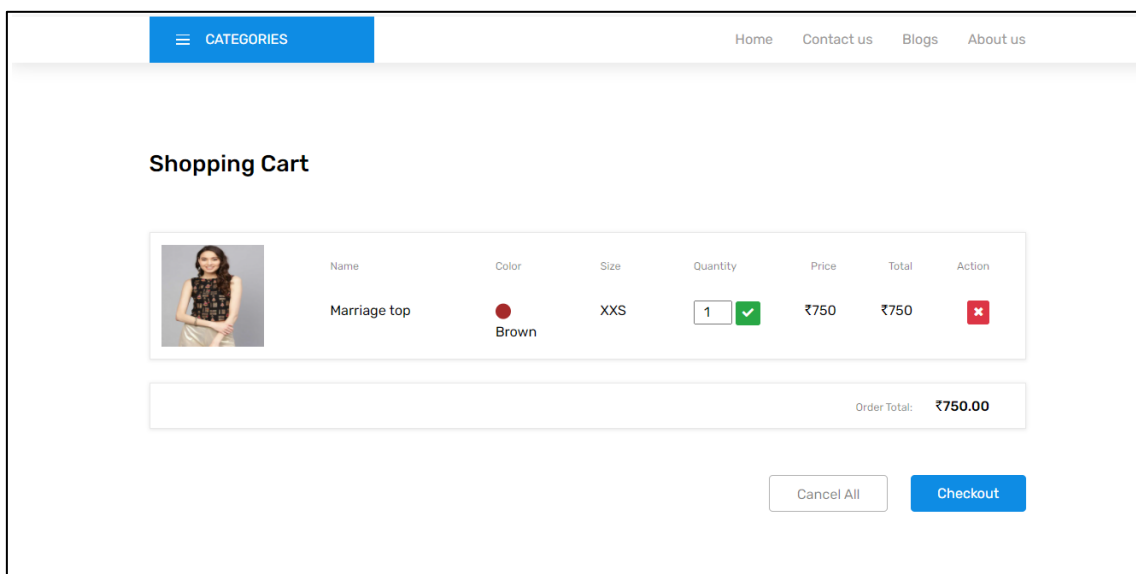 CATEGORIES Home Contact us Blogs About us
Shopping Cart
Name Color Size Quantity Price Total Action
Marriage top XXS 1 ₹750 ₹750
Brown
Order Total: ₹750.00
Cancel All Checkout